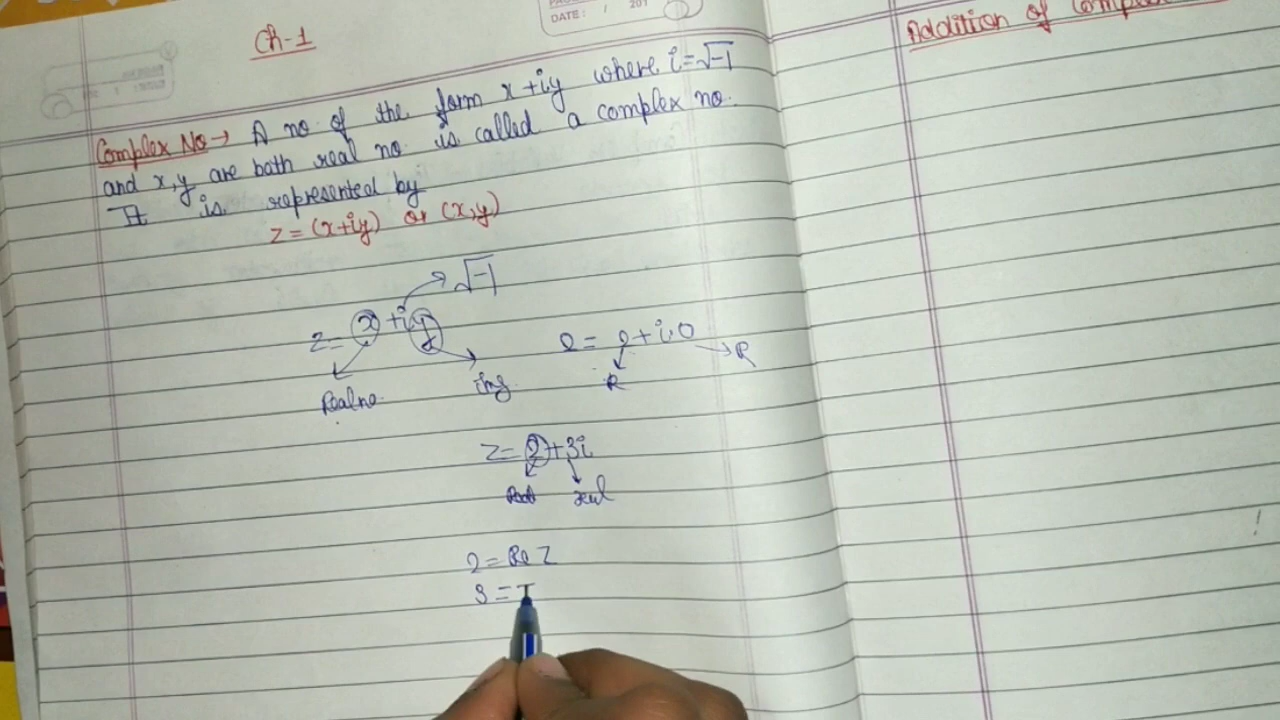 DATE: / 201
Ch-1
Addition of Complex
Complex No → A no. of the form x+iy where i=√-1
and x,y are both real no. is called a complex no.
It is represented by
z = (x+iy) or (x,y)
√-1
z = x + iy
2 = 2 + i.0
R
R
Real no.
img
z = 2 + 3i
real
2 = Re Z
3 = I